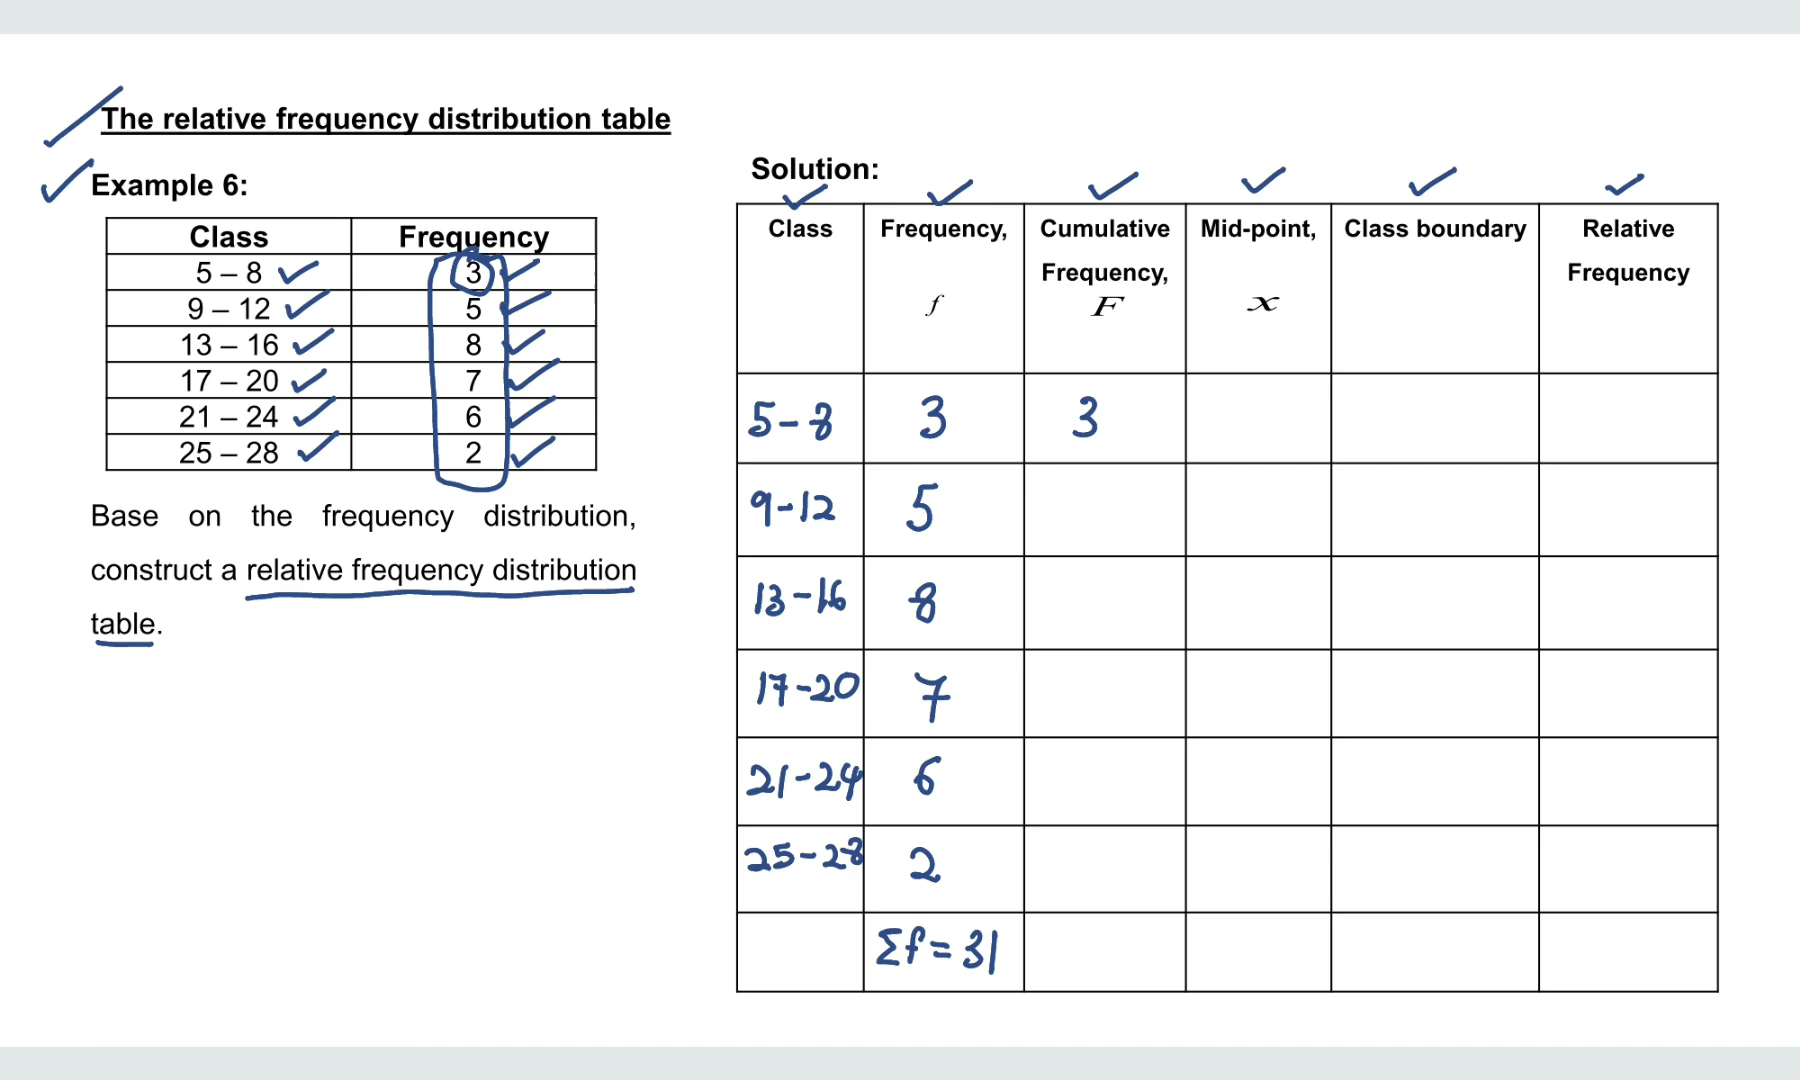 The relative frequency distribution table
Example 6:
Class Frequency
5 – 8 3
9 – 12 5
13 – 16 8
17 – 20 7
21 – 24 6
25 – 28 2
Base on the frequency distribution,
construct a relative frequency distribution
table.
Solution:
Class Frequency, Cumulative Mid-point, Class boundary Relative
Frequency, Frequency
f F x
5-8 3 3
9-12 5
13-16 8
17-20 7
21-24 6
25-28 2
Σf = 31